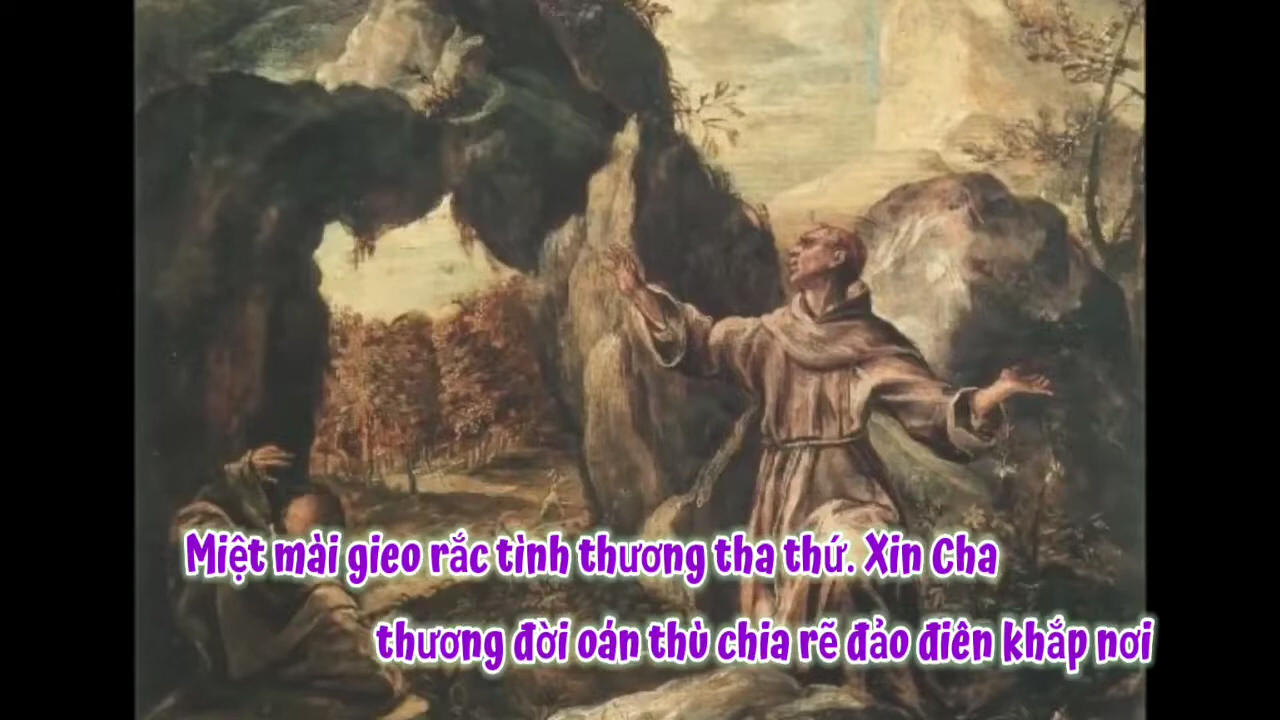 Miệt mài gieo rắc tình thương tha thứ. Xin Cha
thương đời oán thù chia rẽ đảo điên khắp nơi